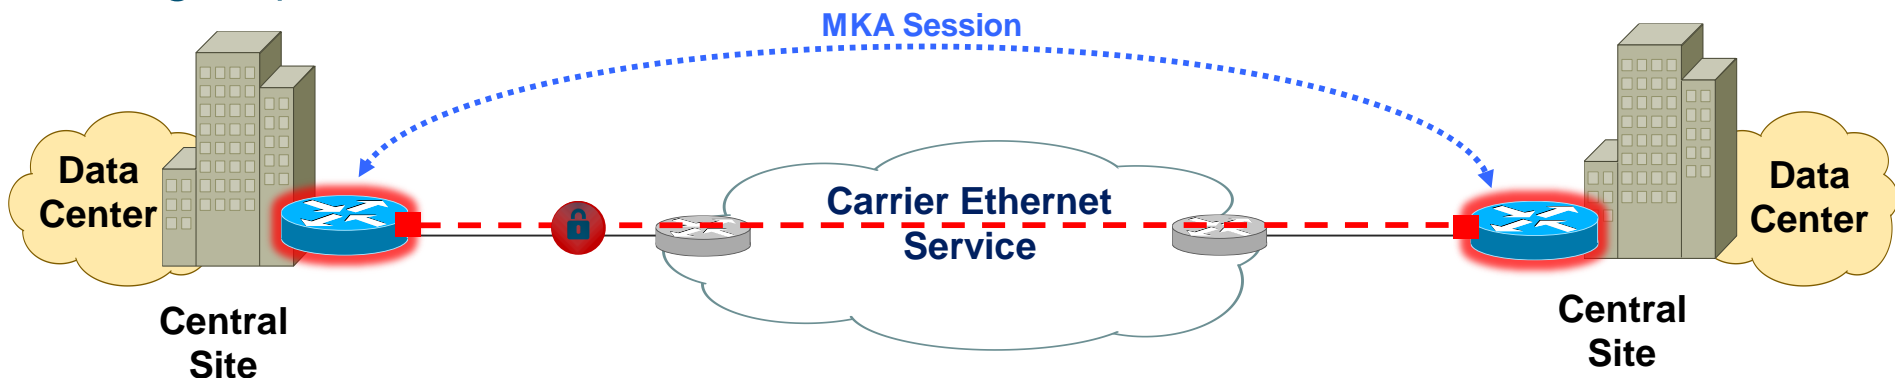 MKA Session
Data
Center
Carrier Ethernet
Service
Data
Center
Central
Site
Central
Site